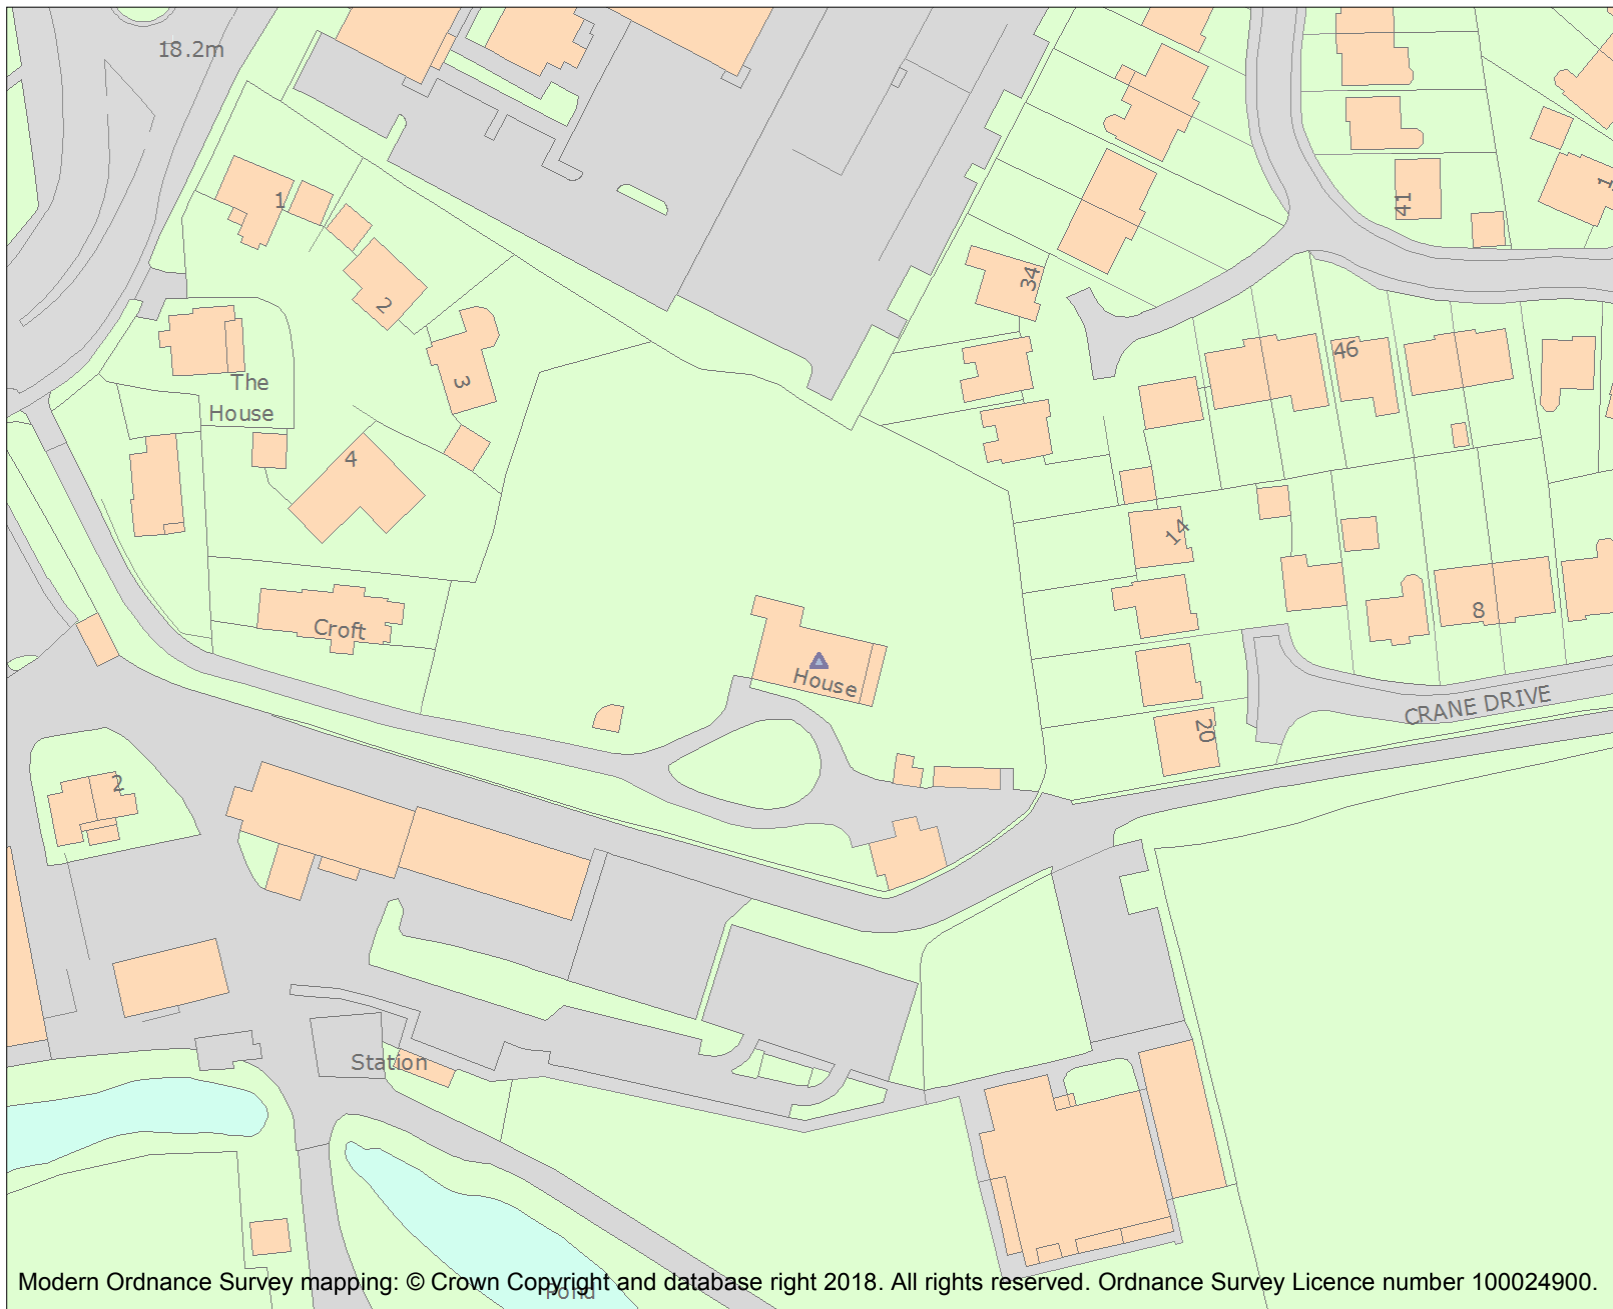 18.2m
1
41
1
2
34
3
The
House
46
4
14
Croft
8
House
CRANE DRIVE
20
2
Station
Pond
Modern Ordnance Survey mapping: © Crown Copyright and database right 2018. All rights reserved. Ordnance Survey Licence number 100024900.